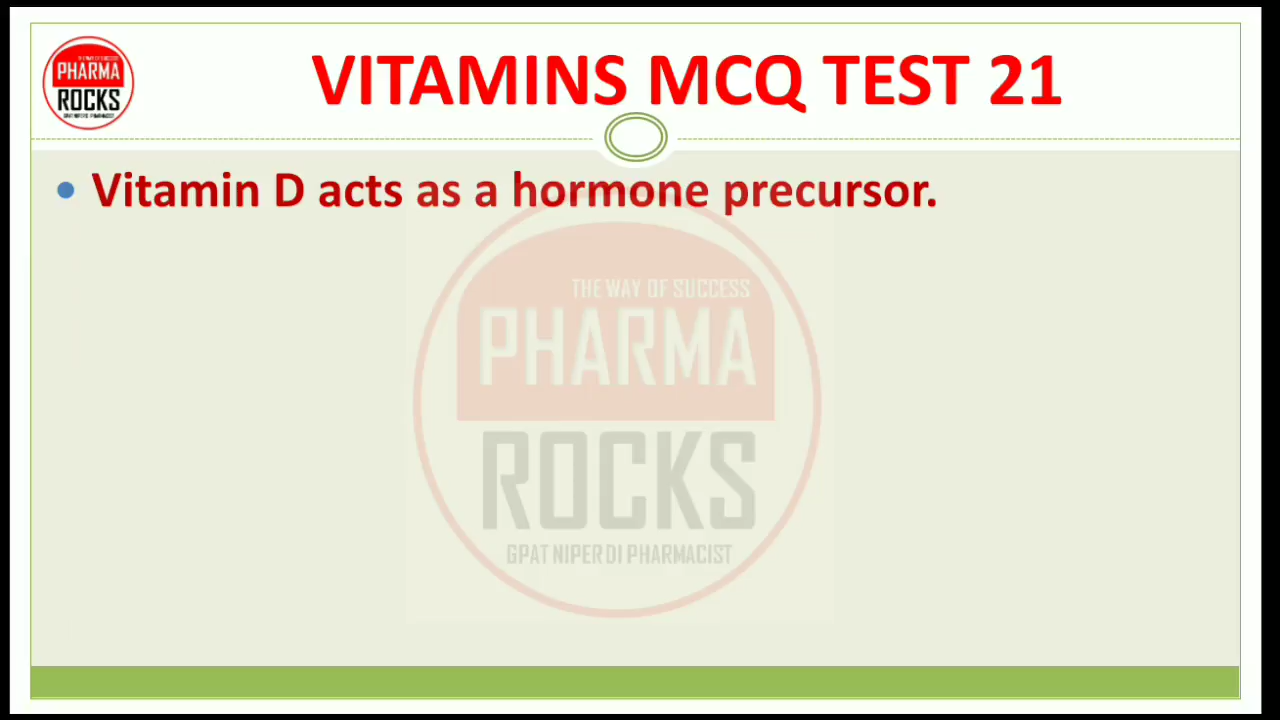 PHARMA
ROCKS
VITAMINS MCQ TEST 21
• Vitamin D acts as a hormone precursor.
THE WAY OF SUCCESS
PHARMA
ROCKS
GPAT NIPER DI PHARMACIST